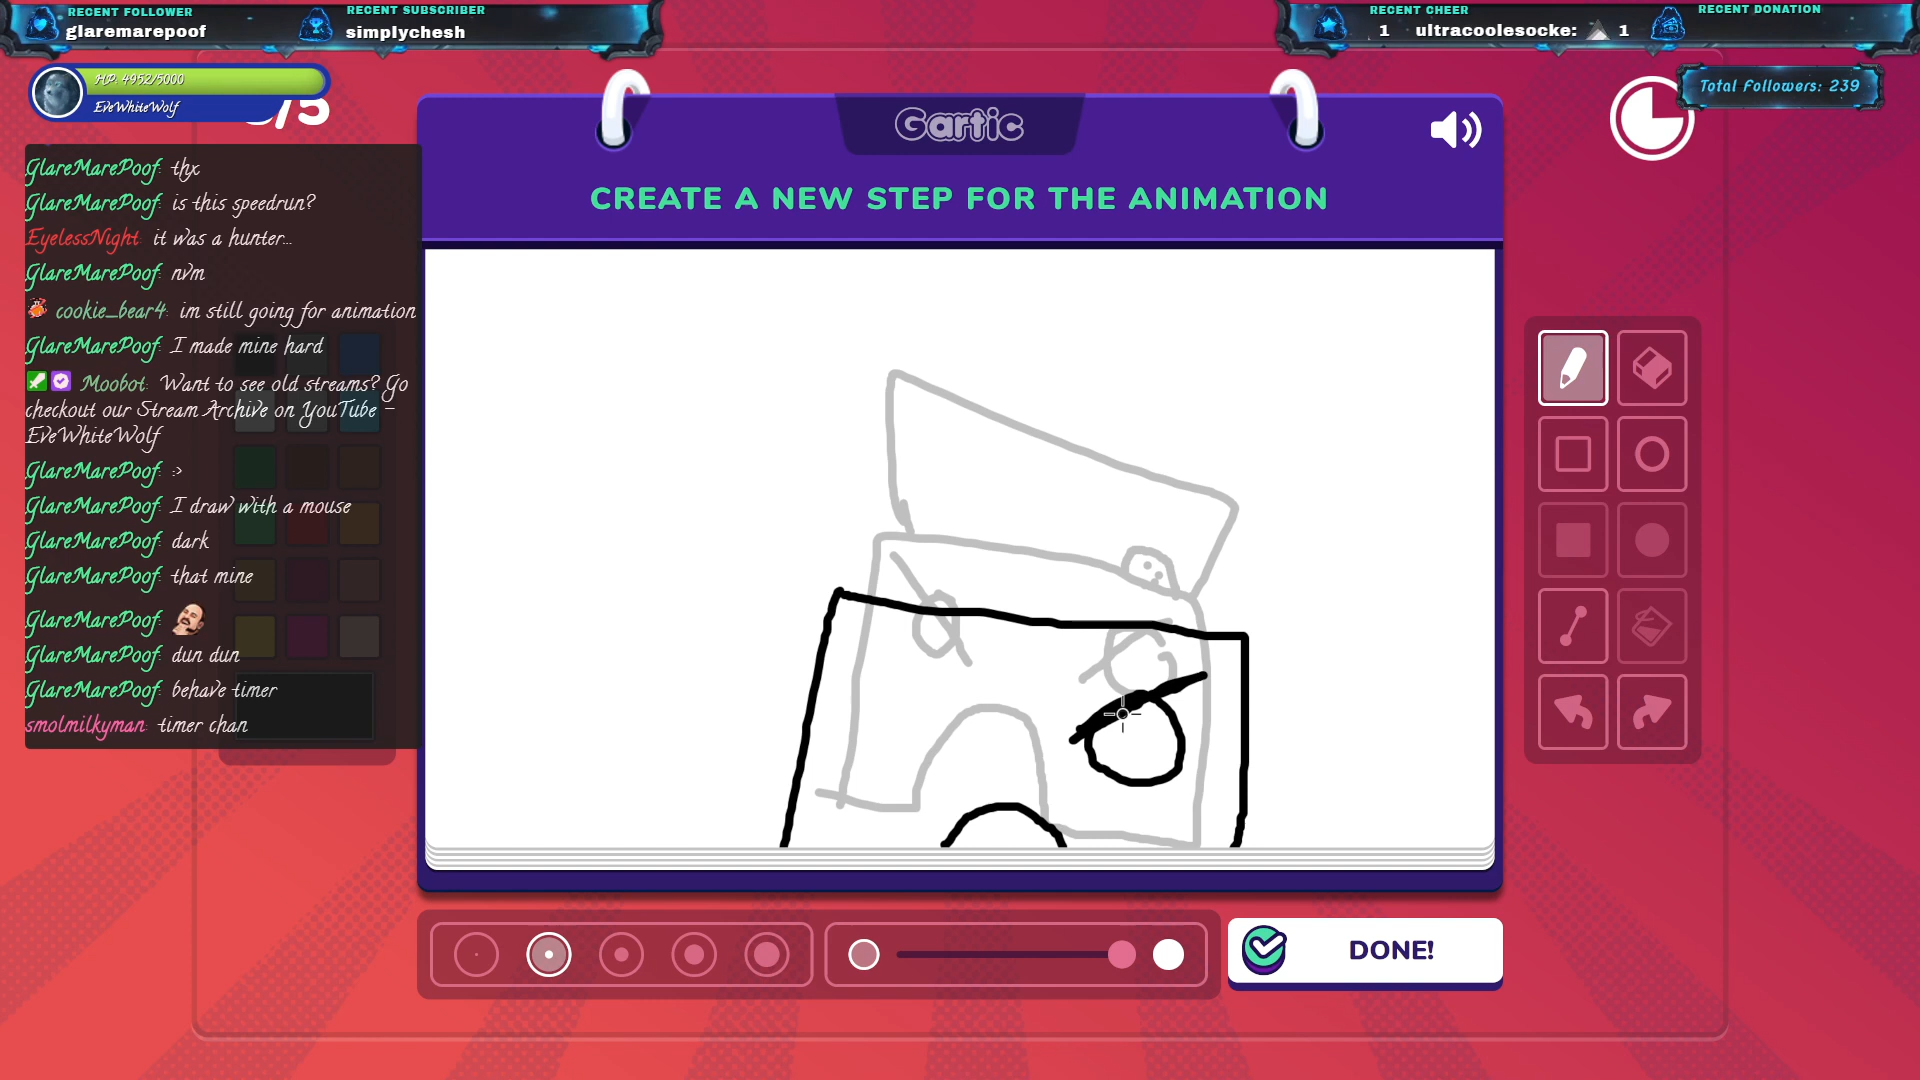 RECENT FOLLOWER
glaremarepoof
RECENT SUBSCRIBER
simplychesh
RECENT CHEER
1 ultracoolesocke: 1
RECENT DONATION
HP: 4952/5000
EveWhiteWolf
/5
Total Followers: 239
Gartic
CREATE A NEW STEP FOR THE ANIMATION
GlareMarePoof: thx
GlareMarePoof: is this speedrun?
EyelessNight: it was a hunter...
GlareMarePoof: nvm
cookie_bear4: im still going for animation
GlareMarePoof: I made mine hard
Moobot: Want to see old streams? Go
checkout our Stream Archive on YouTube -
EveWhiteWolf
GlareMarePoof: :>
GlareMarePoof: I draw with a mouse
GlareMarePoof: dark
GlareMarePoof: that mine
GlareMarePoof:
GlareMarePoof: dun dun
GlareMarePoof: behave timer
smolmilkyman: timer chan
DONE!